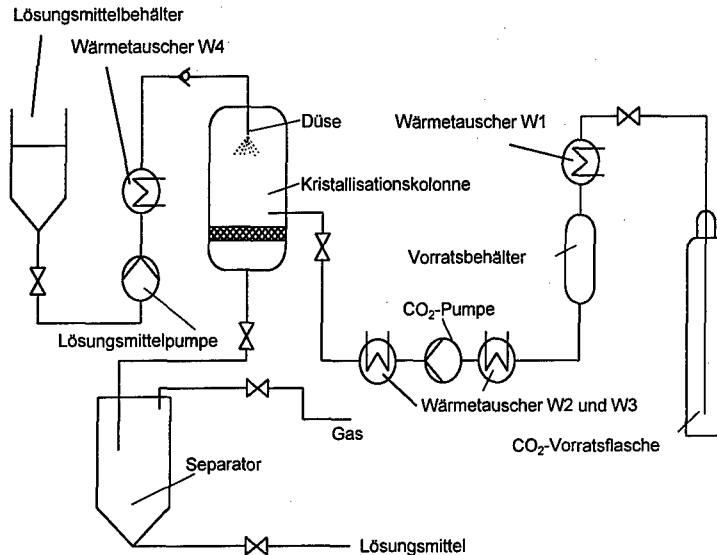 Lösungsmittelbehälter
Wärmetauscher W4
Düse
Wärmetauscher W1
Kristallisationskolonne
Vorratsbehälter
CO₂-Pumpe
Lösungsmittelpumpe
Wärmetauscher W2 und W3
Gas
CO₂-Vorratsflasche
Separator
Lösungsmittel